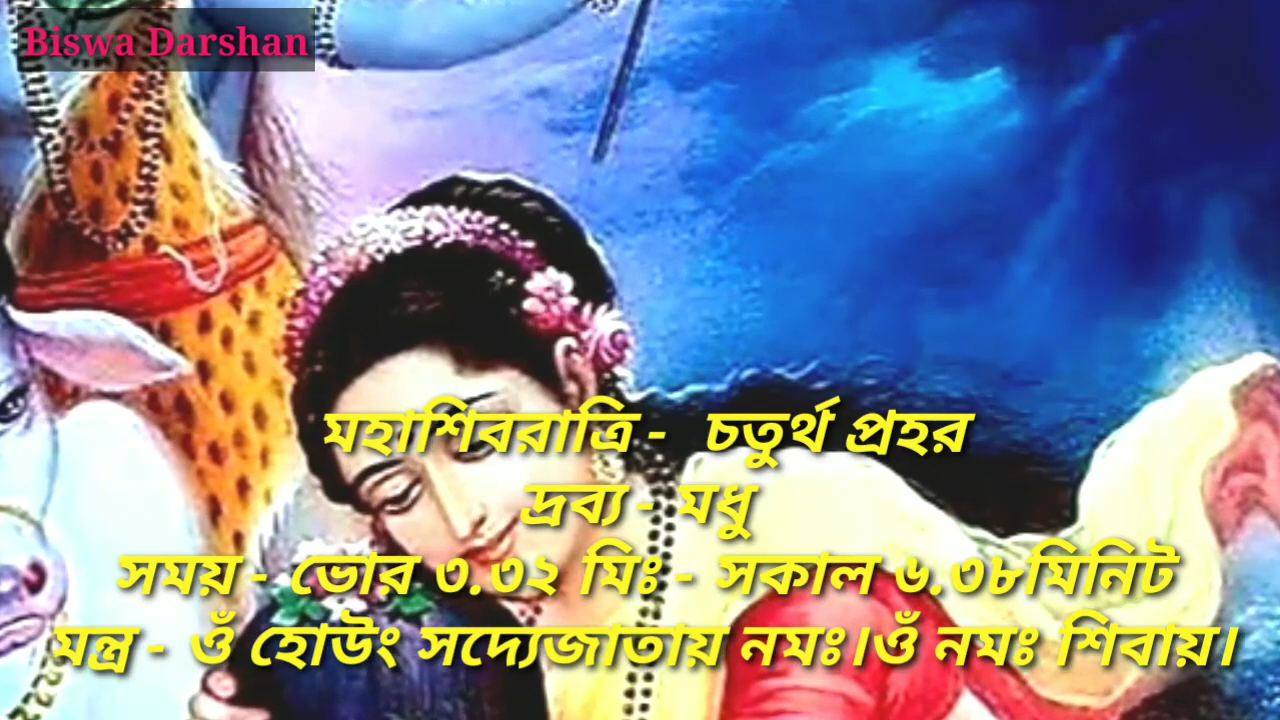 Biswa Darshan
মহাশিবরাত্রি - চতুর্থ প্রহর
দ্রব্য - মধু
সময় - ভোর ৩.৩২ মিঃ - সকাল ৬.৩৮মিনিট
মন্ত্র - ওঁ হোউং সদ্যেজাতায় নমঃ।ওঁ নমঃ শিবায়।